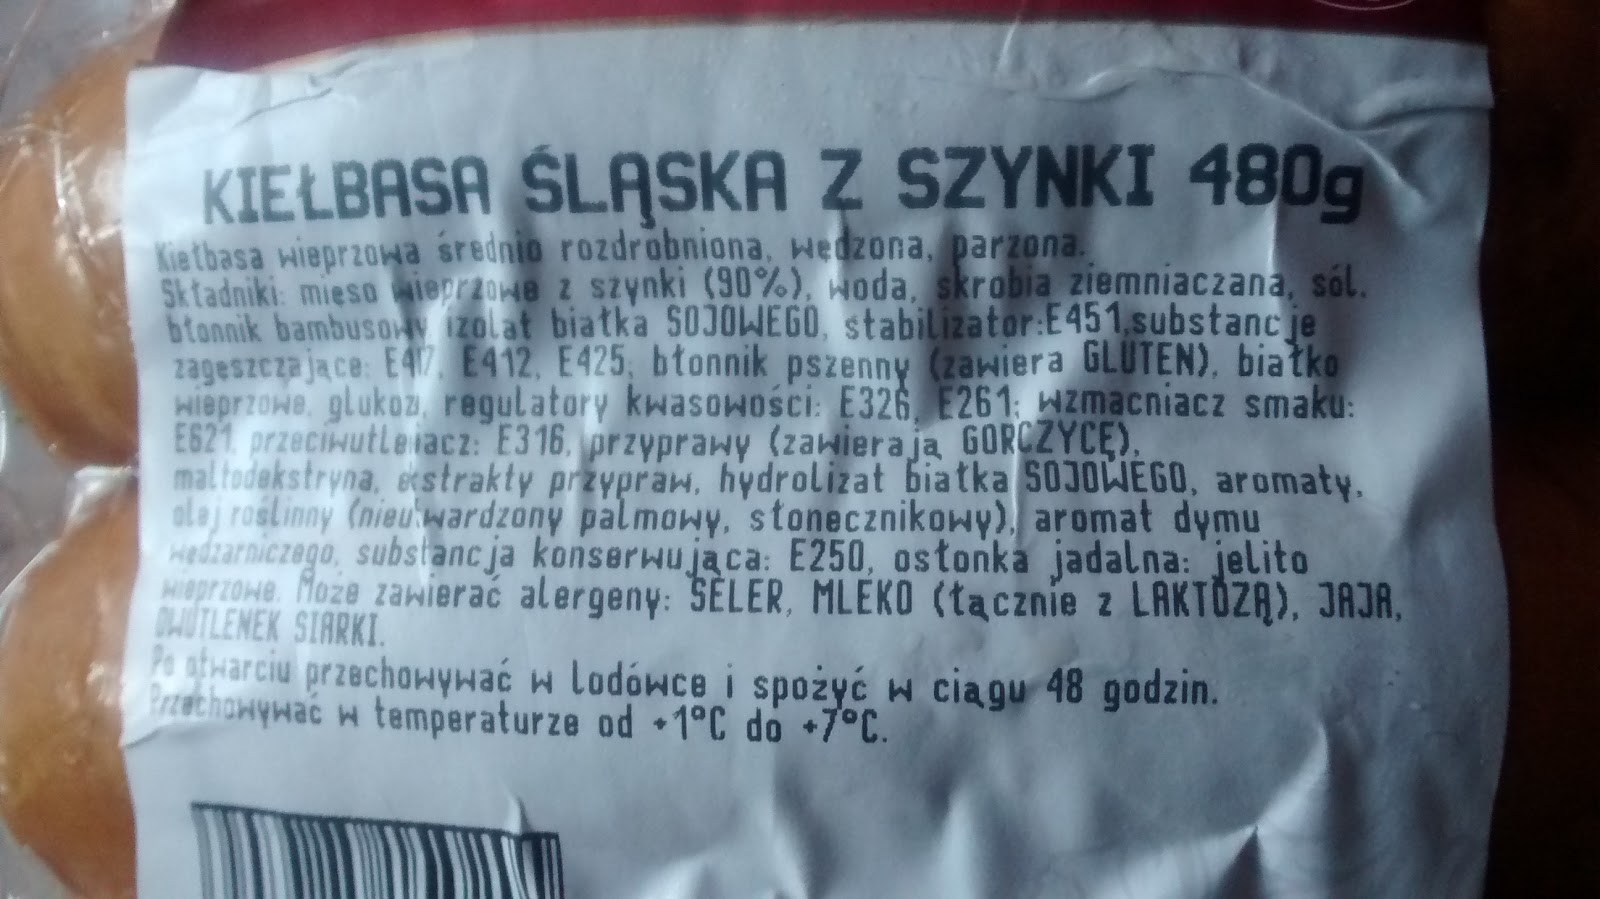 KIEŁBASA ŚLĄSKA Z SZYNKI 480g
Kiełbasa wieprzowa średnio rozdrobniona, wędzona, parzona.
Składniki: mięso wieprzowe z szynki (90%), woda, skrobia ziemniaczana, sól,
błonnik bambusowy, izolat białka SOJOWEGO, stabilizator:E451,substancje
zagęszczające: E417, E412, E425; błonnik pszenny (zawiera GLUTEN), białko
wieprzowe, glukoza, regulatory kwasowości: E326, E261; wzmacniacz smaku:
E621, przeciwutleniacz: E316, przyprawy (zawierają GORCZYCĘ),
maltodekstryna, ekstrakty przypraw, hydrolizat białka SOJOWEGO, aromaty,
olej roślinny (nieutwardzony palmowy, słonecznikowy), aromat dymu
wędzarniczego, substancja konserwująca: E250, osłonka jadalna: jelito
wieprzowe. Może zawierać alergeny: SELER, MLEKO (łącznie z LAKTOZĄ), JAJA,
DWUTLENEK SIARKI.
Po otwarciu przechowywać w lodówce i spożyć w ciągu 48 godzin.
Przechowywać w temperaturze od +1°C do +7°C.